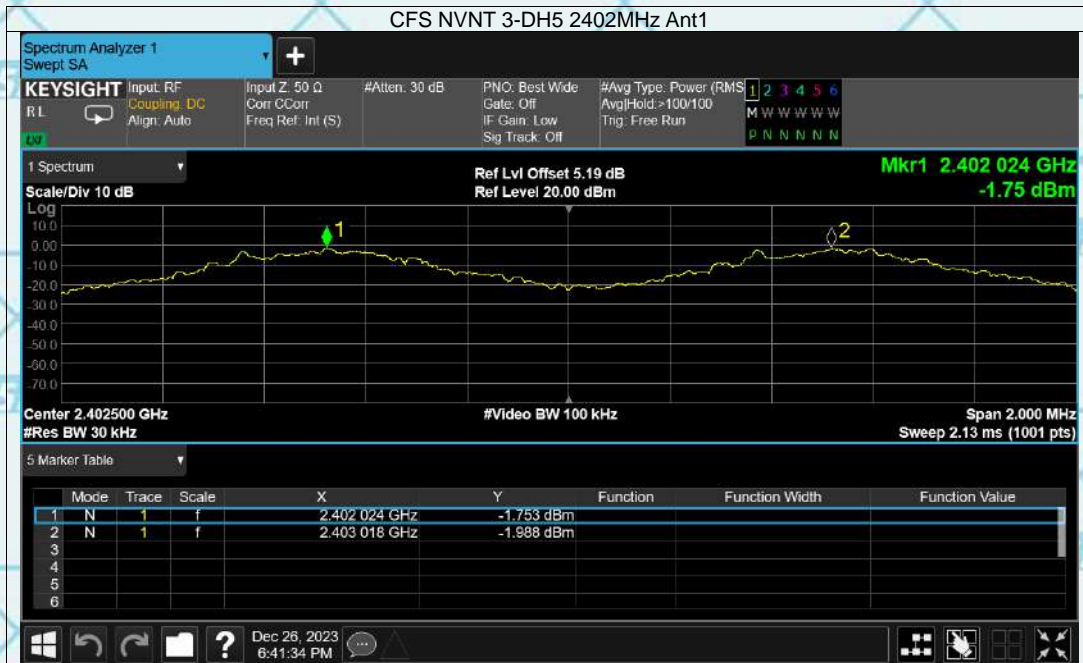 CFS NVNT 3-DH5 2402MHz Ant1
Spectrum Analyzer 1
Swept SA
+
KEYSIGHT Input: RF Input Z: 50 Ω #Atten: 30 dB PNO: Best Wide #Avg Type: Power (RMS 1 2 3 4 5 6
R L Coupling: DC Corr CCorr Gate: Off Avg|Hold:>100/100 M W W W W W
Align: Auto Freq Ref: Int (S) IF Gain: Low Trig: Free Run
LXI Sig Track: Off P N N N N N
1 Spectrum Ref Lvl Offset 5.19 dB Mkr1 2.402 024 GHz
Scale/Div 10 dB Ref Level 20.00 dBm -1.75 dBm
Log
10.0
1
2
0.00
-10.0
-20.0
-30.0
-40.0
-50.0
-60.0
-70.0
Center 2.402500 GHz #Video BW 100 kHz Span 2.000 MHz
#Res BW 30 kHz Sweep 2.13 ms (1001 pts)
5 Marker Table
Mode Trace Scale X Y Function Function Width Function Value
1 N 1 f 2.402 024 GHz -1.753 dBm
2 N 1 f 2.403 018 GHz -1.988 dBm
3
4
5
6
? Dec 26, 2023
6:41:34 PM